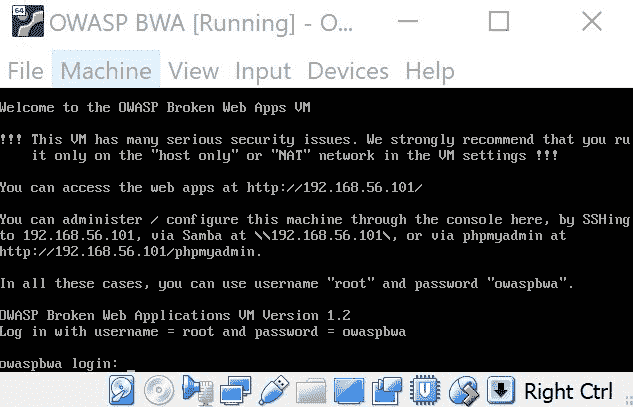 64
OWASP BWA [Running] - O...
File Machine View Input Devices Help
Welcome to the OWASP Broken Web Apps VM
!!! This VM has many serious security issues. We strongly recommend that you ru
it only on the "host only" or "NAT" network in the VM settings !!!
You can access the web apps at http://192.168.56.101/
You can administer / configure this machine through the console here, by SSHing
to 192.168.56.101, via Samba at \\192.168.56.101\, or via phpmyadmin at
http://192.168.56.101/phpmyadmin.
In all these cases, you can use username "root" and password "owaspbwa".
OWASP Broken Web Applications VM Version 1.2
Log in with username = root and password = owaspbwa
owaspbwa login: _
Right Ctrl